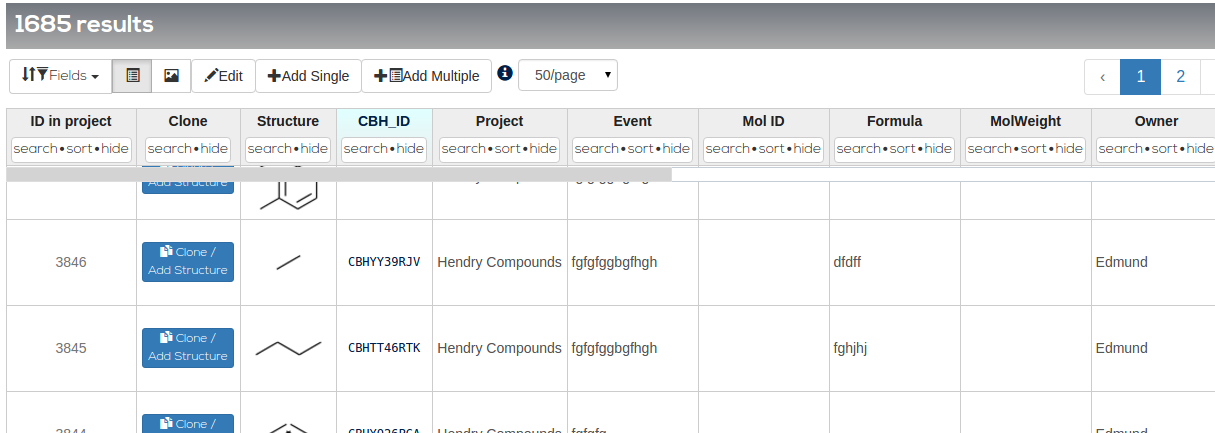 1685 results
Fields Edit Add Single Add Multiple 50/page ‹ 1 2
ID in project Clone Structure CBH_ID Project Event Mol ID Formula MolWeight Owner
search•sort•hide search•hide search•hide search•hide search•sort•hide search•sort•hide search•sort•hide search•sort•hide search•sort•hide search•sort•hide
Add Structure
Clone /
3846 CBHYY39RJV Hendry Compounds fgfgfggbgfhgh dfdff Edmund
Add Structure
Clone /
3845 CBHTT46RTK Hendry Compounds fgfgfggbgfhgh fghjhj Edmund
Add Structure
Clone /
3844 Hendry Compounds fgfgfg Edmund